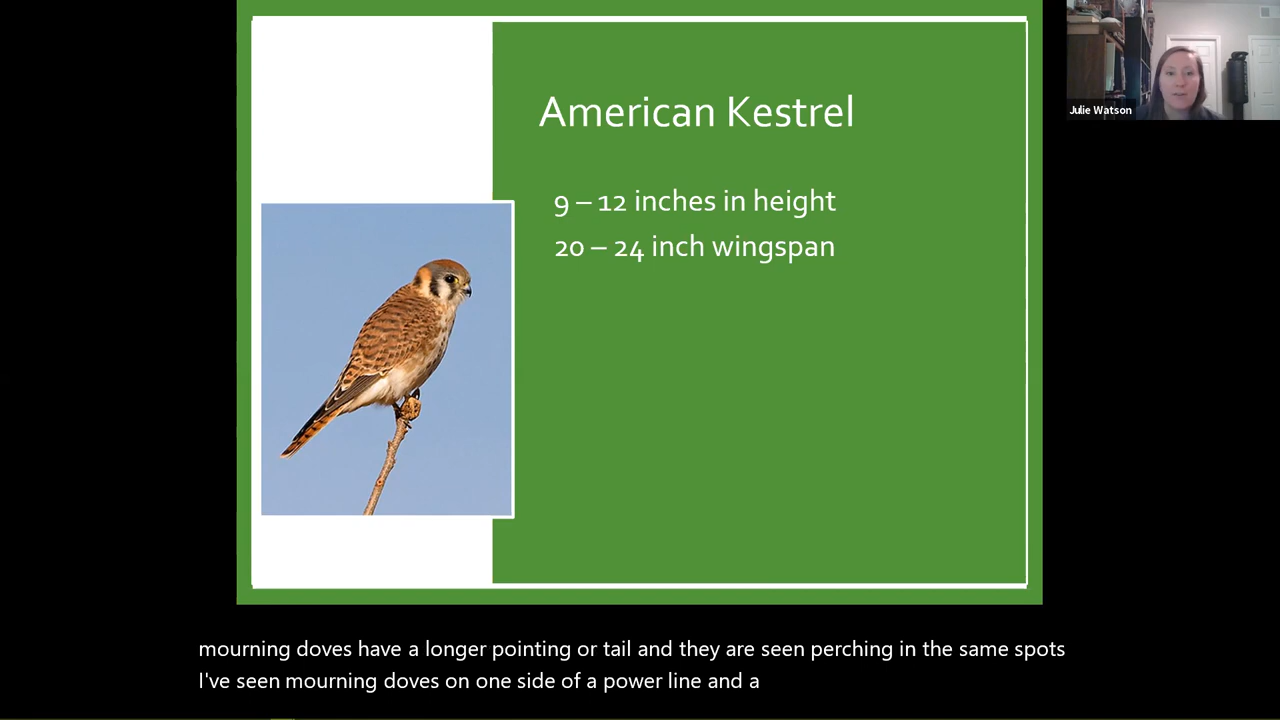 American Kestrel
9 – 12 inches in height
20 – 24 inch wingspan
Julie Watson
mourning doves have a longer pointing or tail and they are seen perching in the same spots
I've seen mourning doves on one side of a power line and a